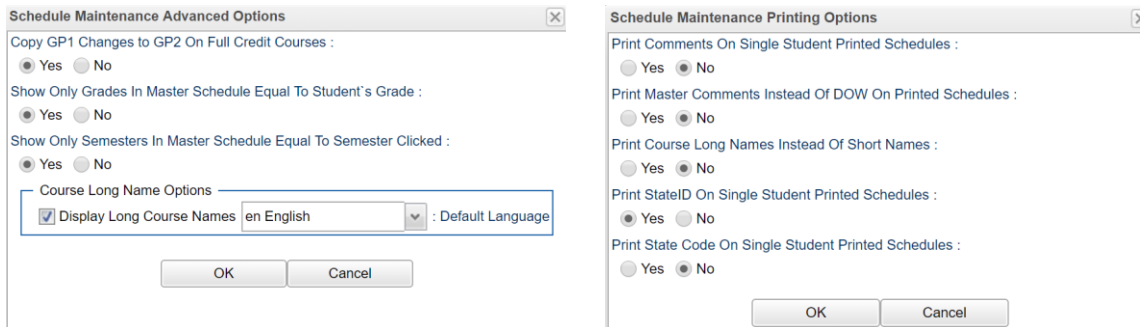 Schedule Maintenance Advanced Options
Copy GP1 Changes to GP2 On Full Credit Courses :
Yes No
Show Only Grades In Master Schedule Equal To Student`s Grade :
Yes No
Show Only Semesters In Master Schedule Equal To Semester Clicked :
Yes No
Course Long Name Options
Display Long Course Names en English : Default Language
OK Cancel
Schedule Maintenance Printing Options
Print Comments On Single Student Printed Schedules :
Yes No
Print Master Comments Instead Of DOW On Printed Schedules :
Yes No
Print Course Long Names Instead Of Short Names :
Yes No
Print StateID On Single Student Printed Schedules :
Yes No
Print State Code On Single Student Printed Schedules :
Yes No
OK Cancel